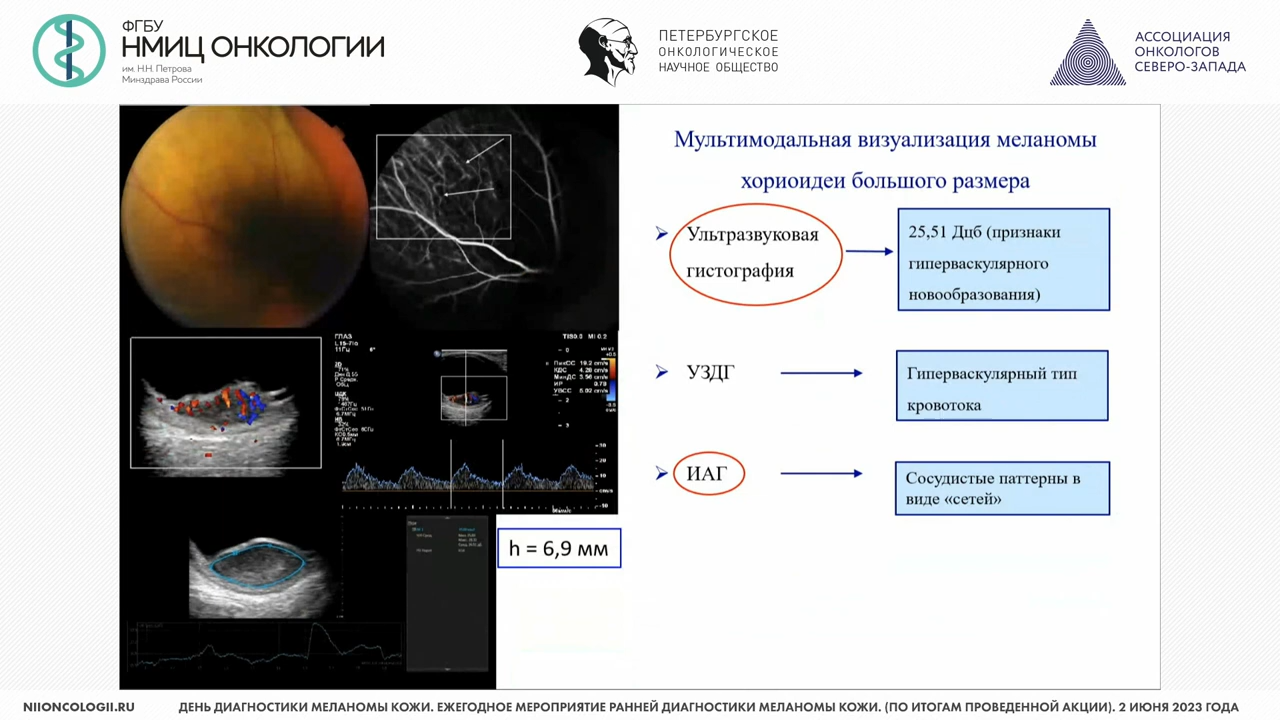 ФГБУ
НМИЦ ОНКОЛОГИИ
им. Н.Н. Петрова
Минздрава России
ПЕТЕРБУРГСКОЕ
ОНКОЛОГИЧЕСКОЕ
НАУЧНОЕ ОБЩЕСТВО
АССОЦИАЦИЯ
ОНКОЛОГОВ
СЕВЕРО-ЗАПАДА
Мультимодальная визуализация меланомы
хориоидеи большого размера
Ультразвуковая
гистография
25,51 Дцб (признаки
гиперваскулярного
новообразования)
УЗДГ
Гиперваскулярный тип
кровотока
ИАГ
Сосудистые паттерны в
виде «сетей»
ГЛАЗ
11Гц
h = 6,9 мм
NIIONCOLOGII.RU
ДЕНЬ ДИАГНОСТИКИ МЕЛАНОМЫ КОЖИ. ЕЖЕГОДНОЕ МЕРОПРИЯТИЕ РАННЕЙ ДИАГНОСТИКИ МЕЛАНОМЫ КОЖИ. (ПО ИТОГАМ ПРОВЕДЕННОЙ АКЦИИ). 2 ИЮНЯ 2023 ГОДА